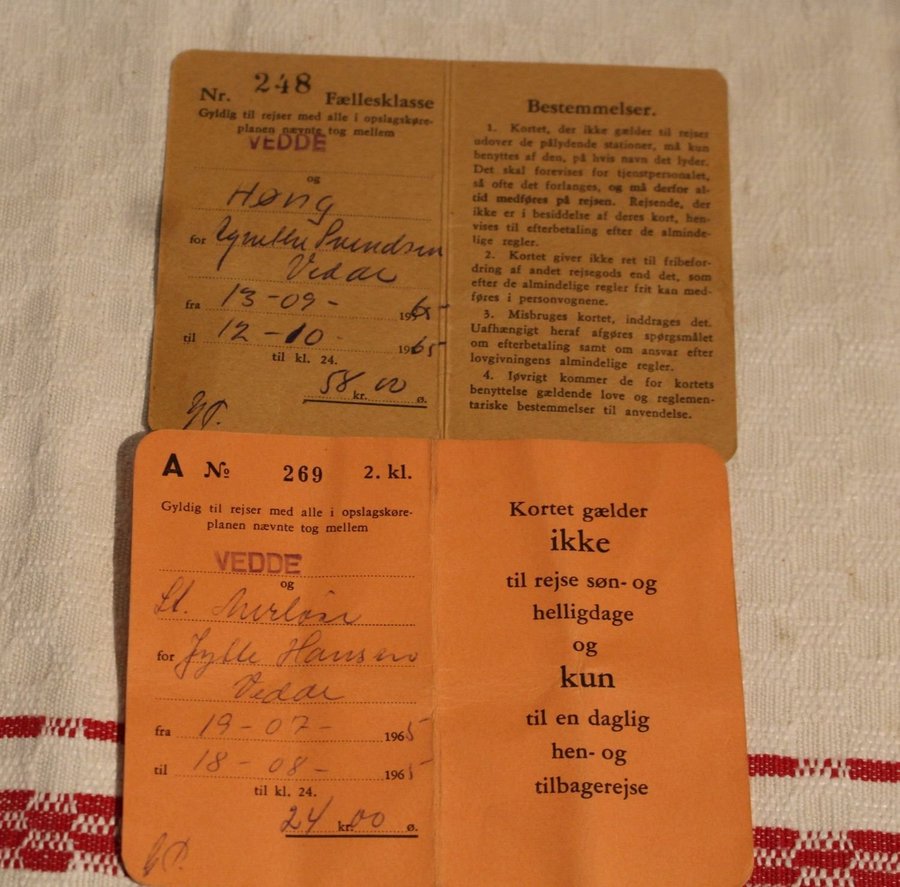 Nr. 248 Fællesklasse
Gyldig til rejser med alle i opslagskøre-
planen nævnte tog mellem
VEDDE
og
Høng
for Svendsen
Vedde
fra 13-09- 1965
til 12-10- 1965
til kl. 24.
58 kr. 00 ø.
Bestemmelser.
1. Kortet, der ikke gælder til rejser
udover de pålydende stationer, må kun
benyttes af den, på hvis navn det lyder.
Det skal forevises for tjenstpersonalet,
så ofte det forlanges, og må derfor al-
tid medføres på rejsen. Rejsende, der
ikke er i besiddelse af deres kort, hen-
vises til efterbetaling efter de alminde-
lige regler.
2. Kortet giver ikke ret til fribefor-
dring af andet rejsegods end det, som
efter de almindelige regler frit kan med-
føres i personvognene.
3. Misbruges kortet, inddrages det.
Uafhængigt heraf afgøres spørgsmålet
om efterbetaling samt om ansvar efter
lovgivningens almindelige regler.
4. Iøvrigt kommer de for kortets
benyttelse gældende love og reglemen-
tariske bestemmelser til anvendelse.
A No 269 2. kl.
Gyldig til rejser med alle i opslagskøre-
planen nævnte tog mellem
VEDDE
og
St. Merløse
for Jytte Hansen
Vedde
fra 19-07- 1965
til 18-08- 1965
til kl. 24.
24 kr. 00 ø.
Kortet gælder
ikke
til rejse søn- og
helligdage
og
kun
til en daglig
hen- og
tilbagerejse